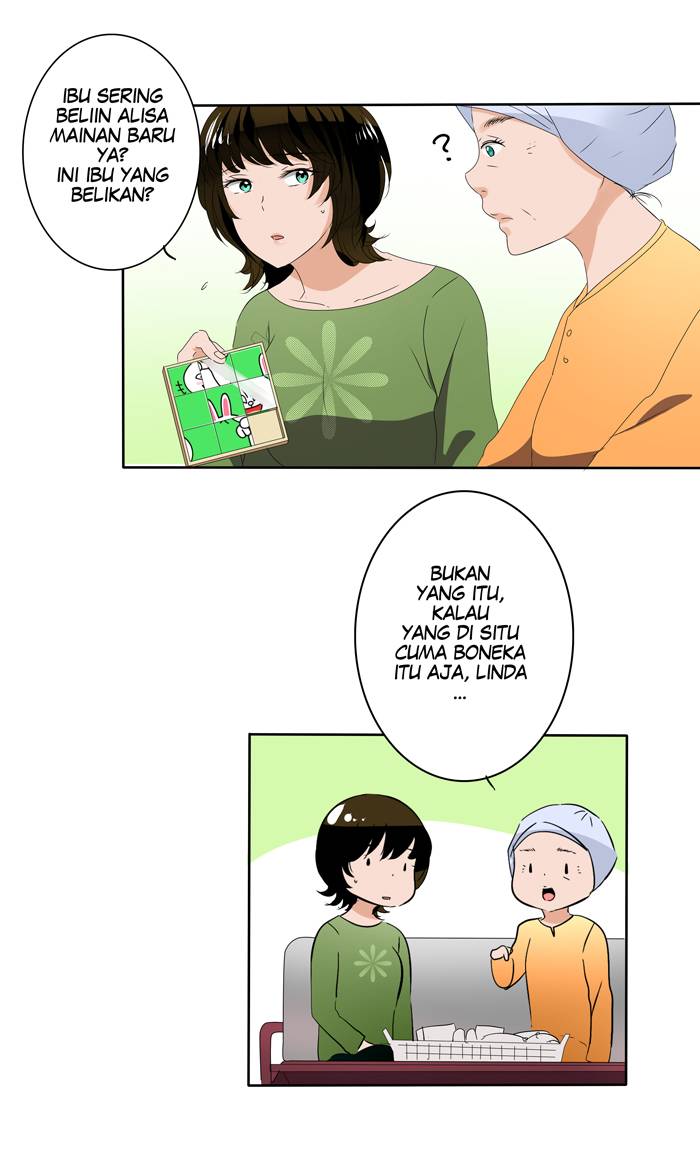 IBU SERING
BELIIN ALISA
MAINAN BARU
YA?
INI IBU YANG
BELIKAN?
?
BUKAN
YANG ITU,
KALAU
YANG DI SITU
CUMA BONEKA
ITU AJA, LINDA
...